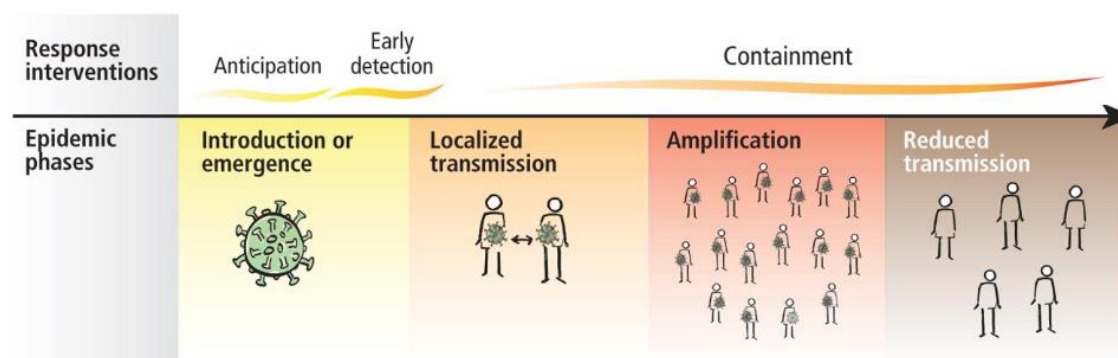 Response
interventions
Anticipation
Early
detection
Containment
Epidemic
phases
Introduction or
emergence
Localized
transmission
Amplification
Reduced
transmission